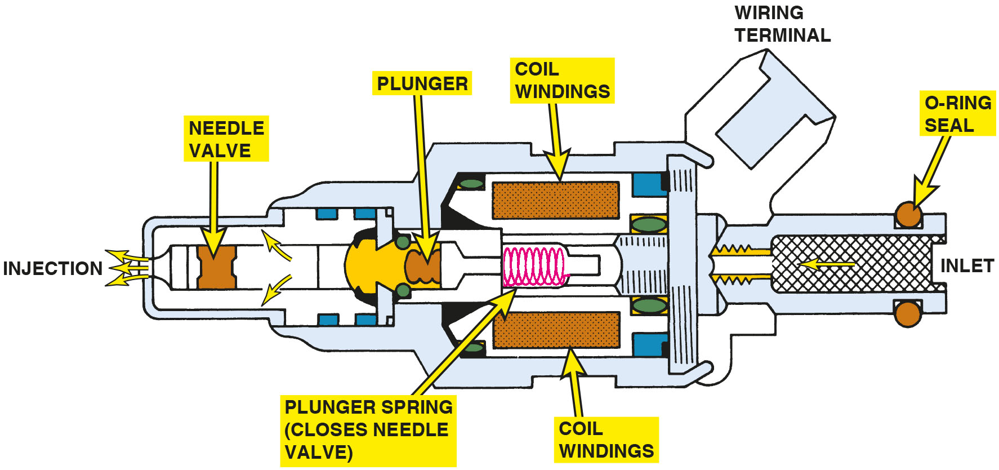 WIRING
TERMINAL
COIL
WINDINGS
PLUNGER
O-RING
SEAL
NEEDLE
VALVE
INJECTION
INLET
PLUNGER SPRING
(CLOSES NEEDLE
VALVE)
COIL
WINDINGS